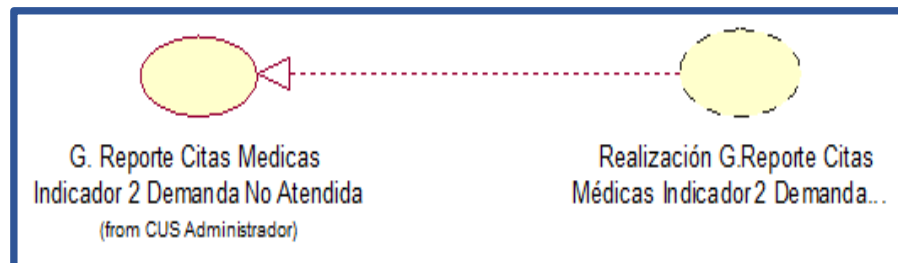 G. Reporte Citas Medicas
Indicador 2 Demanda No Atendida
(from CUS Administrador)
Realización G.Reporte Citas
Médicas Indicador2 Demanda...